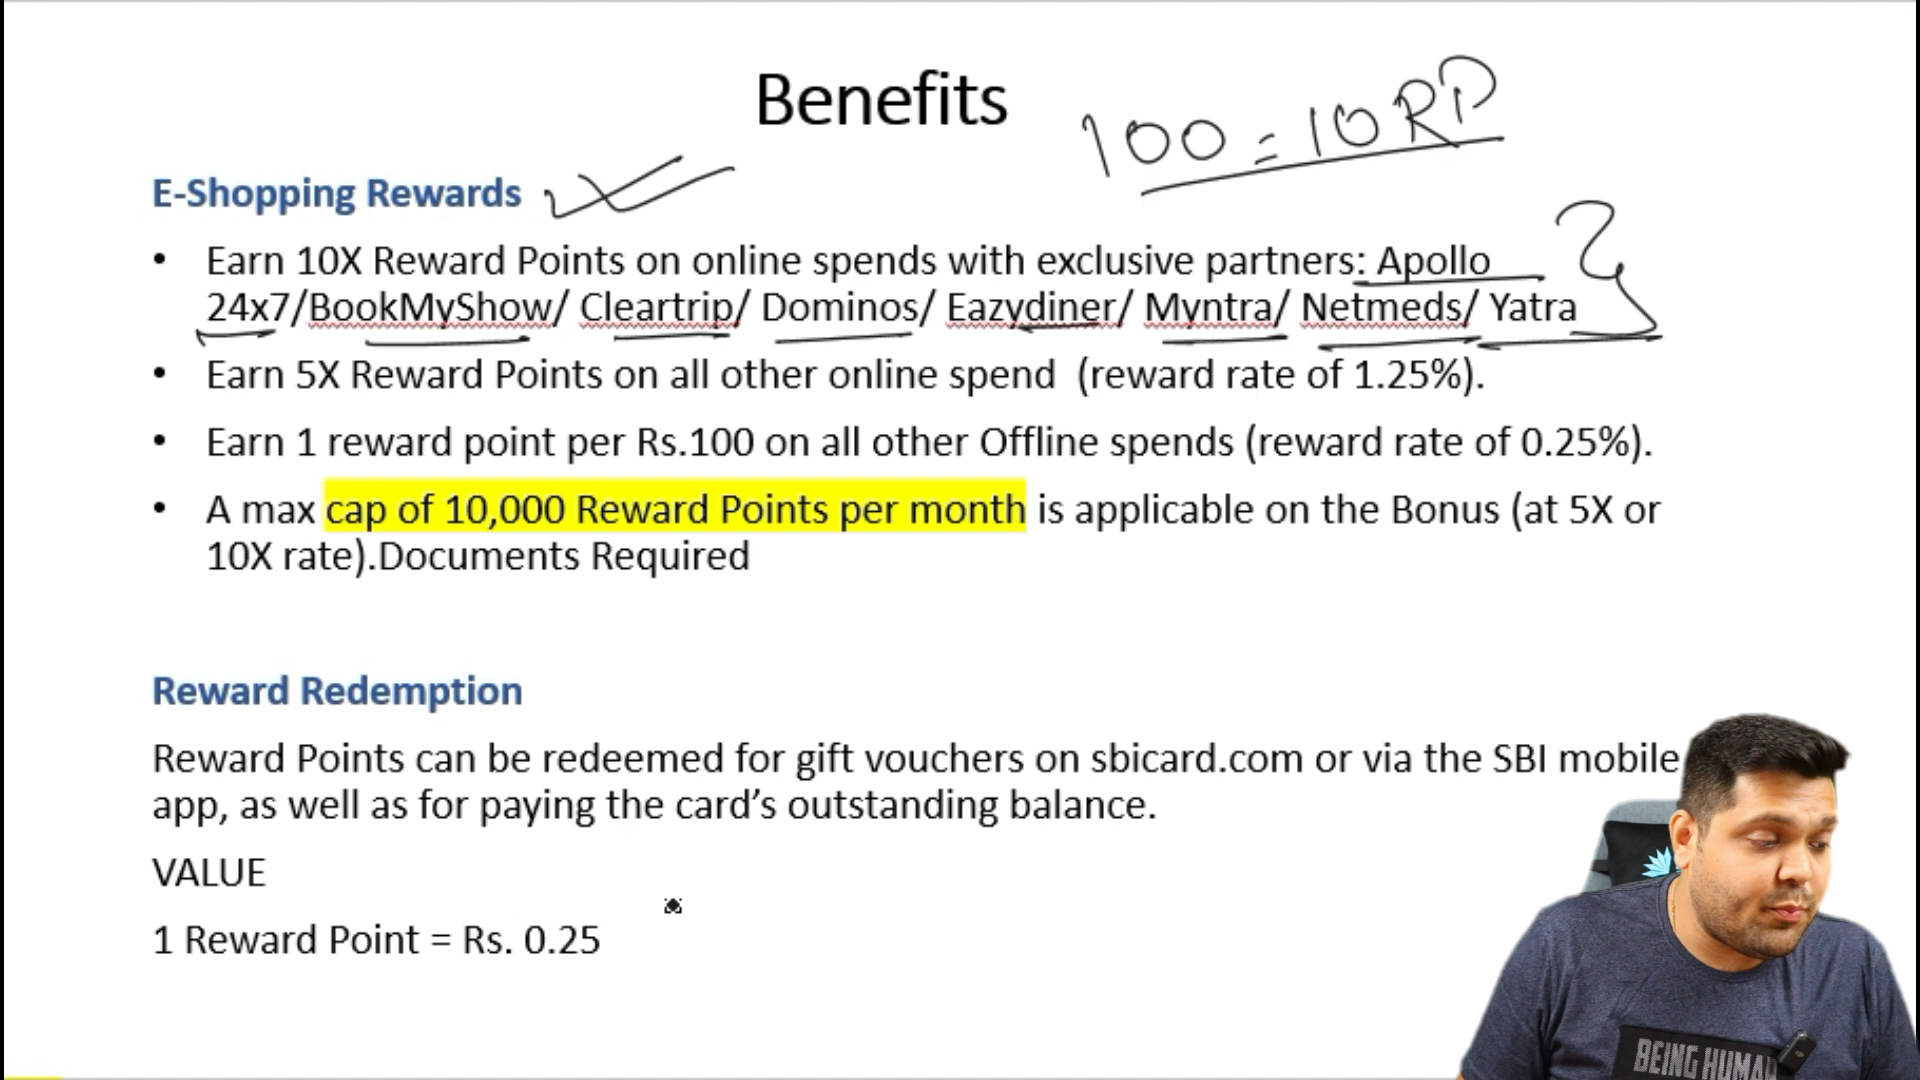 Benefits
100 = 10 RP
E-Shopping Rewards
• Earn 10X Reward Points on online spends with exclusive partners: Apollo
24x7/BookMyShow/ Cleartrip/ Dominos/ Eazydiner/ Myntra/ Netmeds/ Yatra
• Earn 5X Reward Points on all other online spend (reward rate of 1.25%).
• Earn 1 reward point per Rs.100 on all other Offline spends (reward rate of 0.25%).
• A max cap of 10,000 Reward Points per month is applicable on the Bonus (at 5X or
10X rate).Documents Required
Reward Redemption
Reward Points can be redeemed for gift vouchers on sbicard.com or via the SBI mobile
app, as well as for paying the card’s outstanding balance.
VALUE
1 Reward Point = Rs. 0.25
BEING HUMA